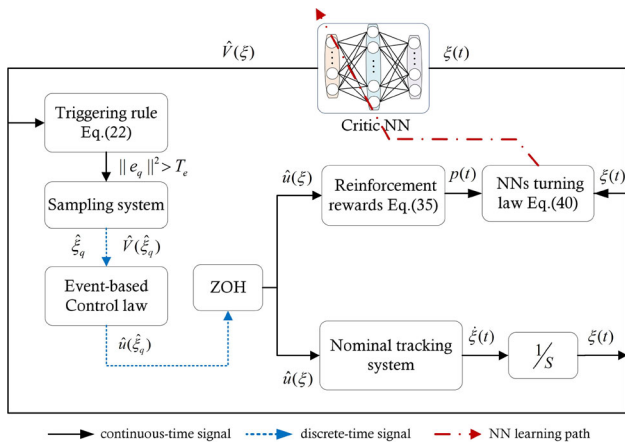 V̂(ξ)
ξ(t)
Critic NN
Triggering rule
Eq.(22)
|| e_q ||² > T_e
Sampling system
ξ̂_q
V̂(ξ̂_q)
Event-based
Control law
û(ξ̂_q)
ZOH
û(ξ)
Reinforcement
rewards Eq.(35)
p(t)
NNs turning
law Eq.(40)
ξ(t)
Nominal tracking
system
û(ξ)
ξ̇(t)
1/S
ξ(t)
continuous-time signal
discrete-time signal
NN learning path